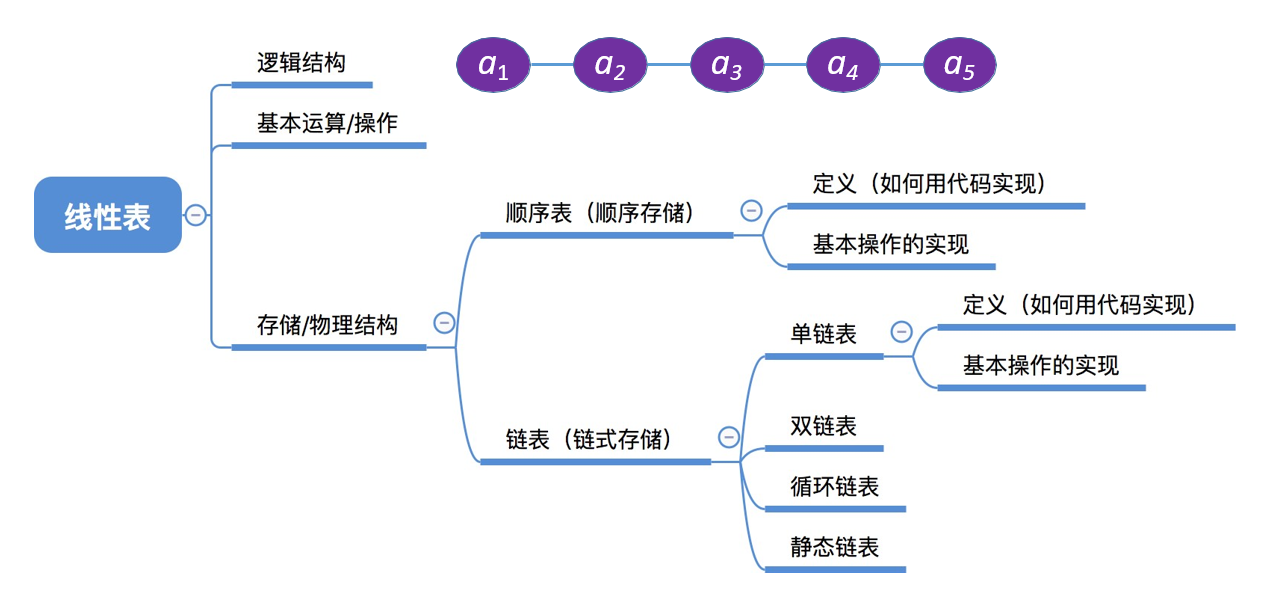 逻辑结构
a1 a2 a3 a4 a5
基本运算/操作
线性表
存储/物理结构
顺序表（顺序存储）
定义（如何用代码实现）
基本操作的实现
链表（链式存储）
单链表
定义（如何用代码实现）
基本操作的实现
双链表
循环链表
静态链表